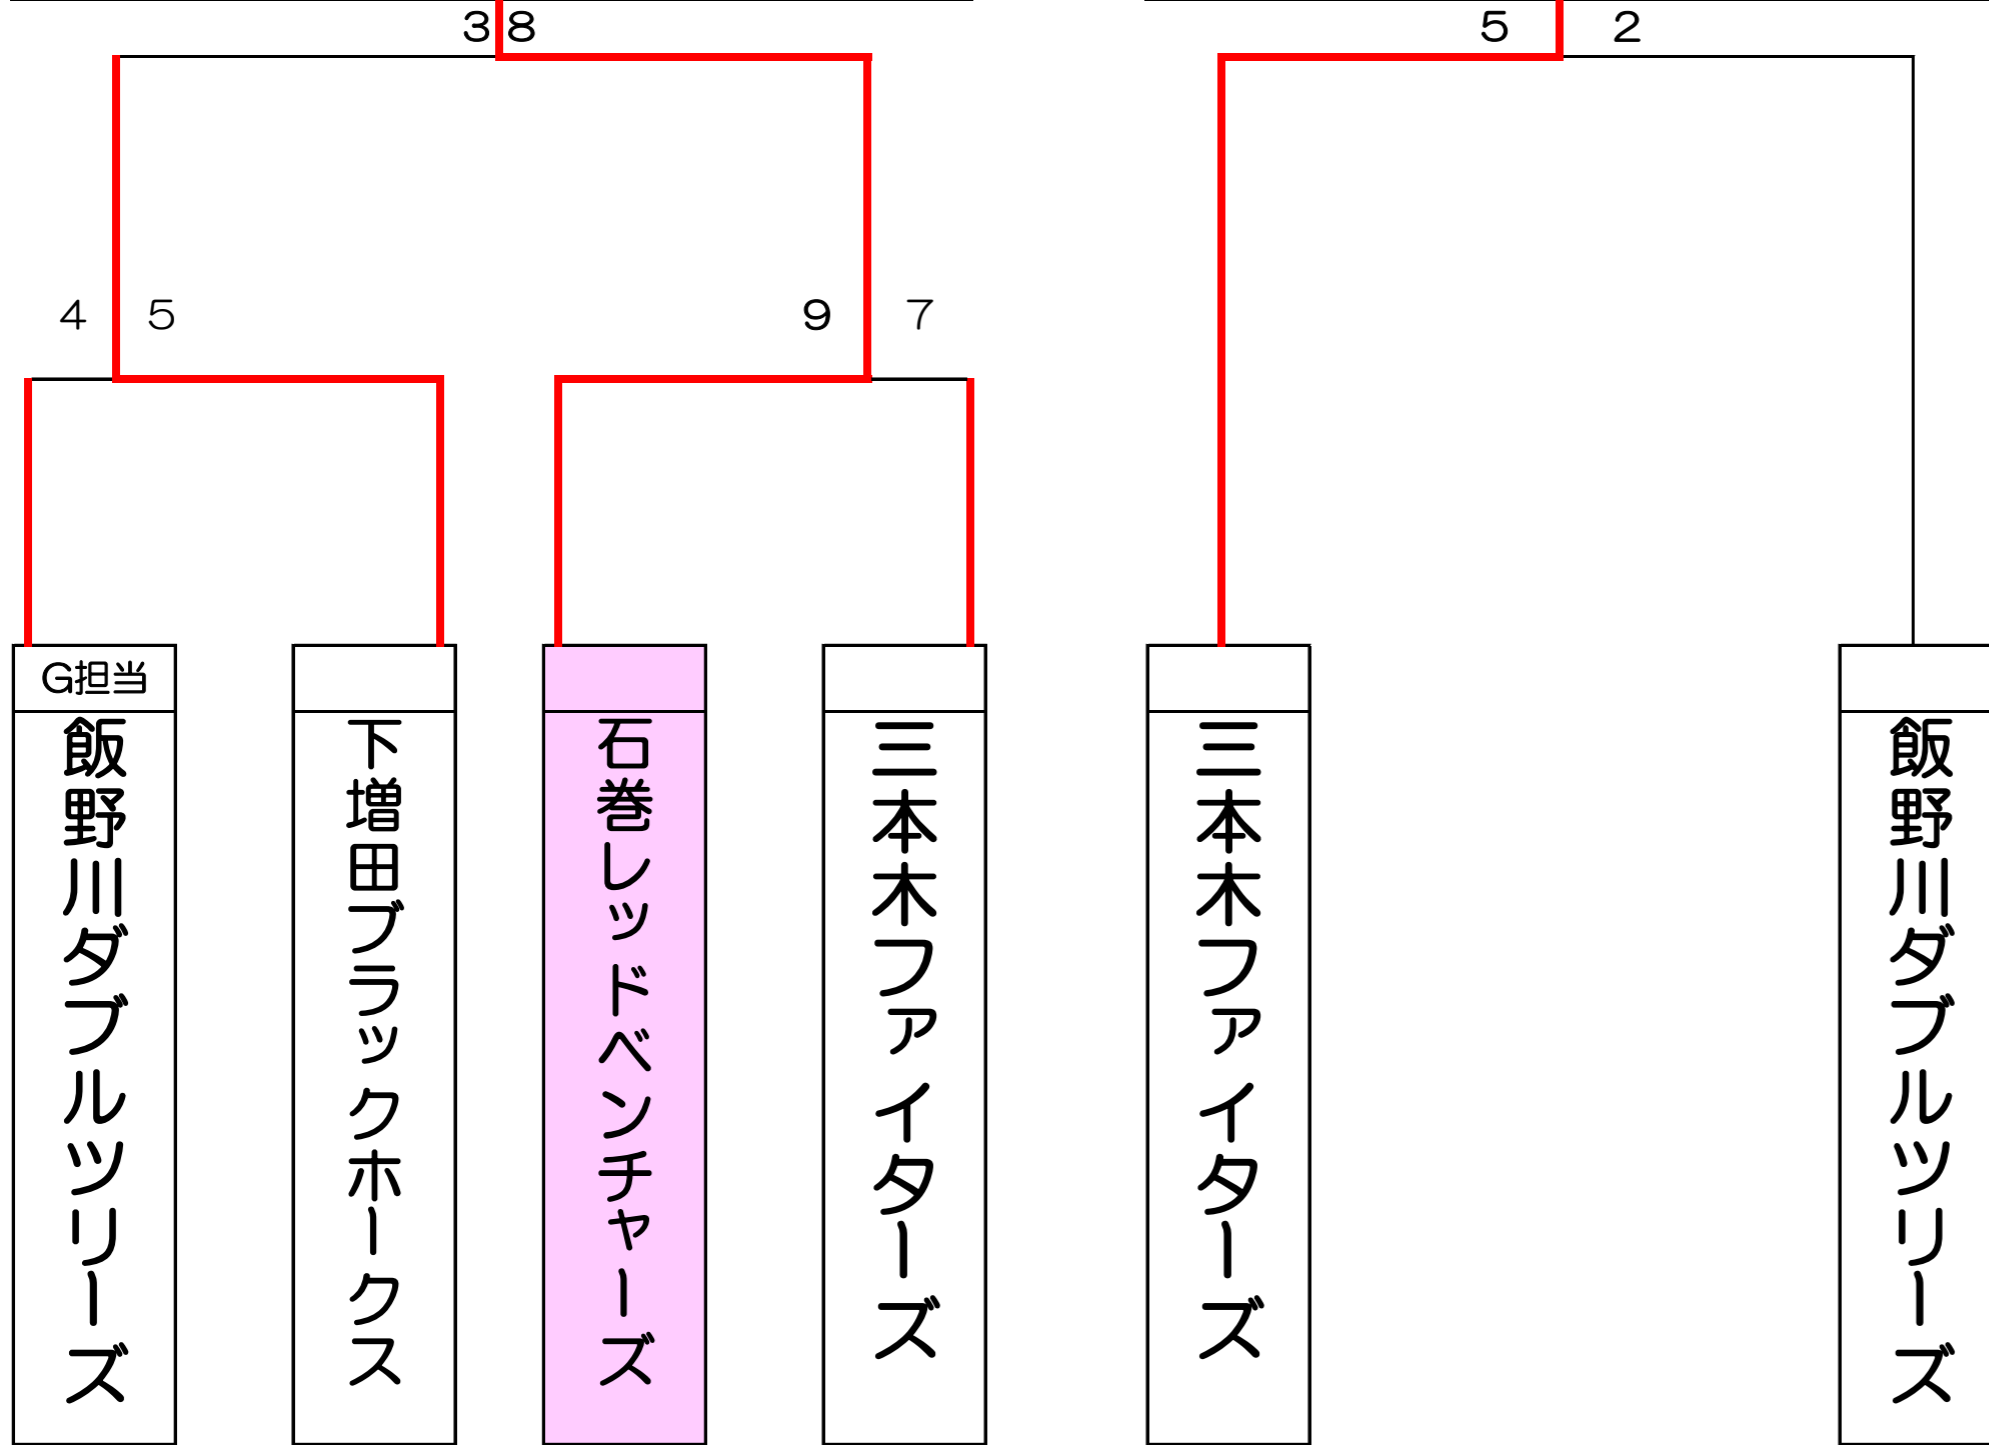 3 8
5 2
4 5
9 7
G担当
飯野川ダブルツリーズ
下増田ブラックホークス
石巻レッドベンチャーズ
三本木ファイターズ
三本木ファイターズ
飯野川ダブルツリーズ